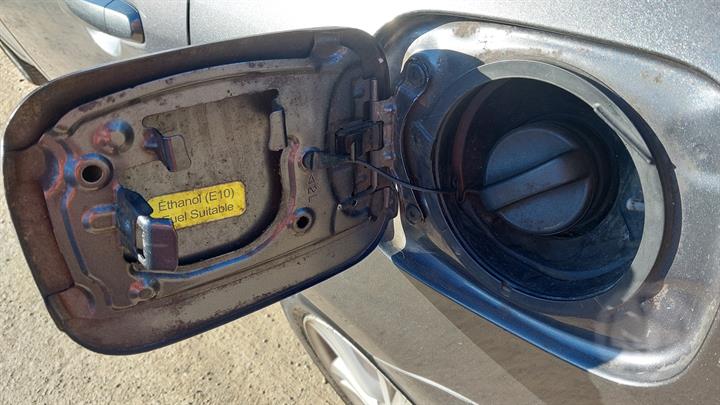 Ethanol (E10)
Fuel Suitable